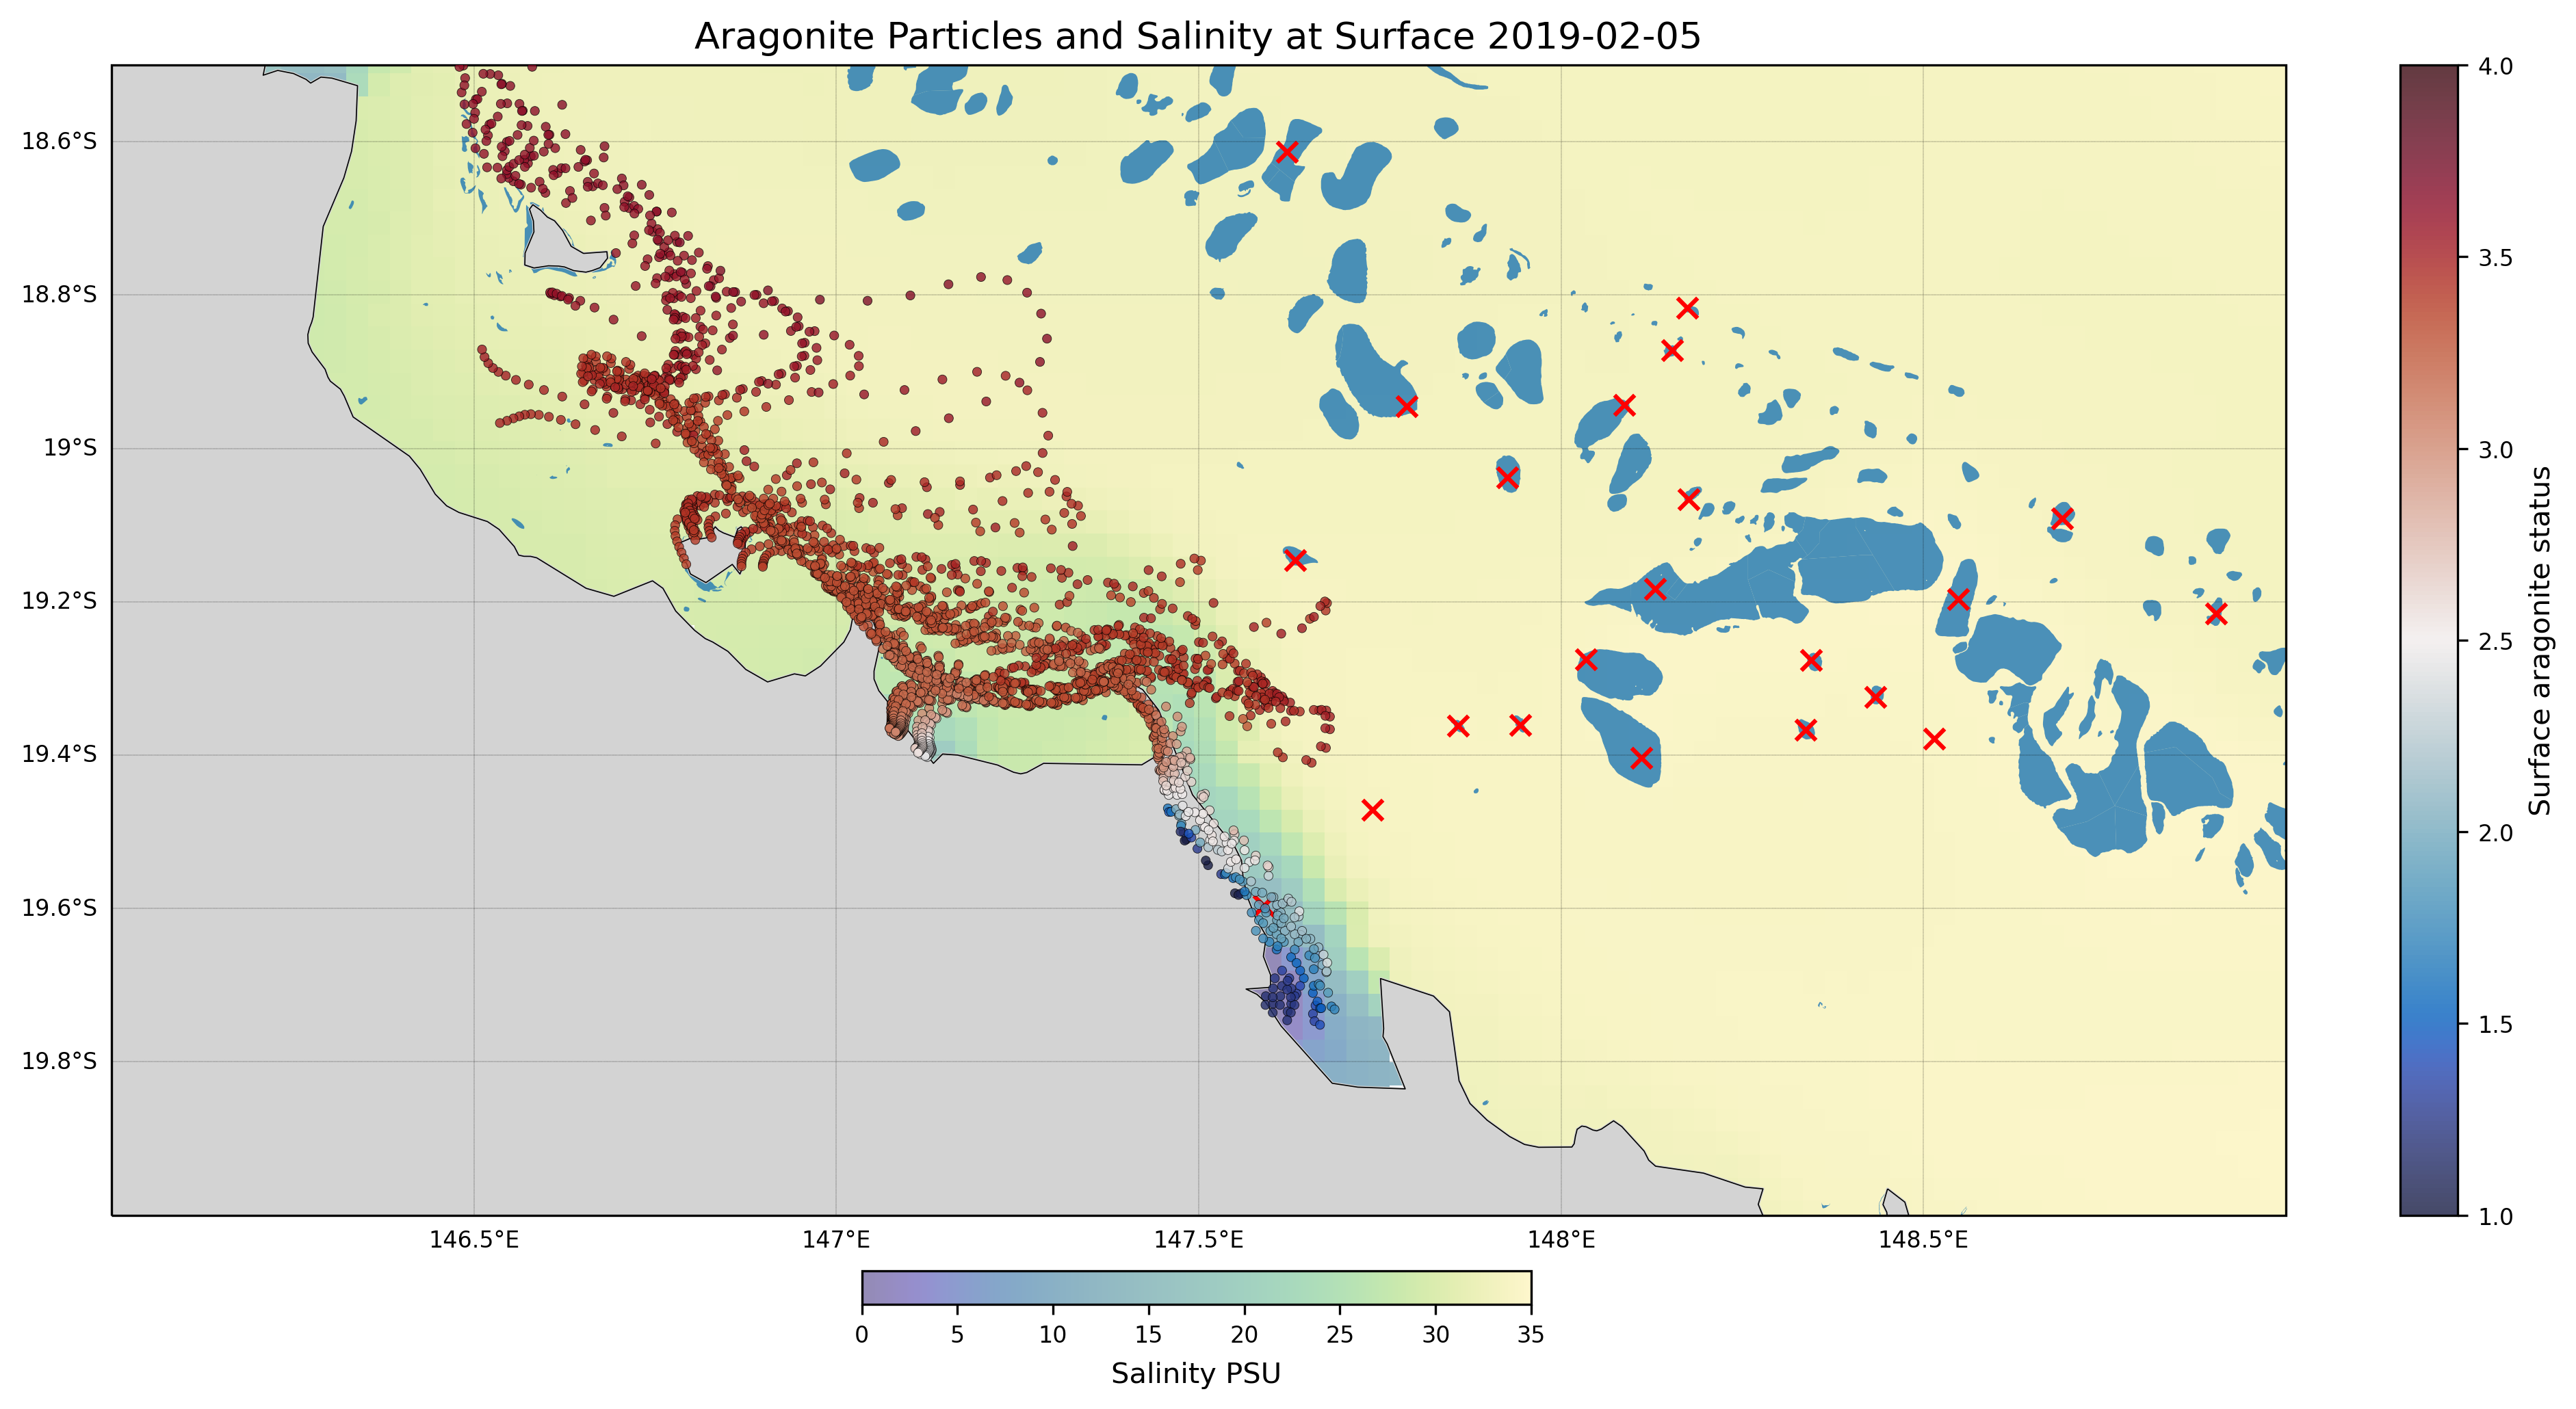 Aragonite Particles and Salinity at Surface 2019-02-05
18.6°S
18.8°S
19°S
19.2°S
19.4°S
19.6°S
19.8°S
146.5°E
147°E
147.5°E
148°E
148.5°E
4.0
3.5
3.0
2.5
2.0
1.5
1.0
Surface aragonite status
0
5
10
15
20
25
30
35
Salinity PSU